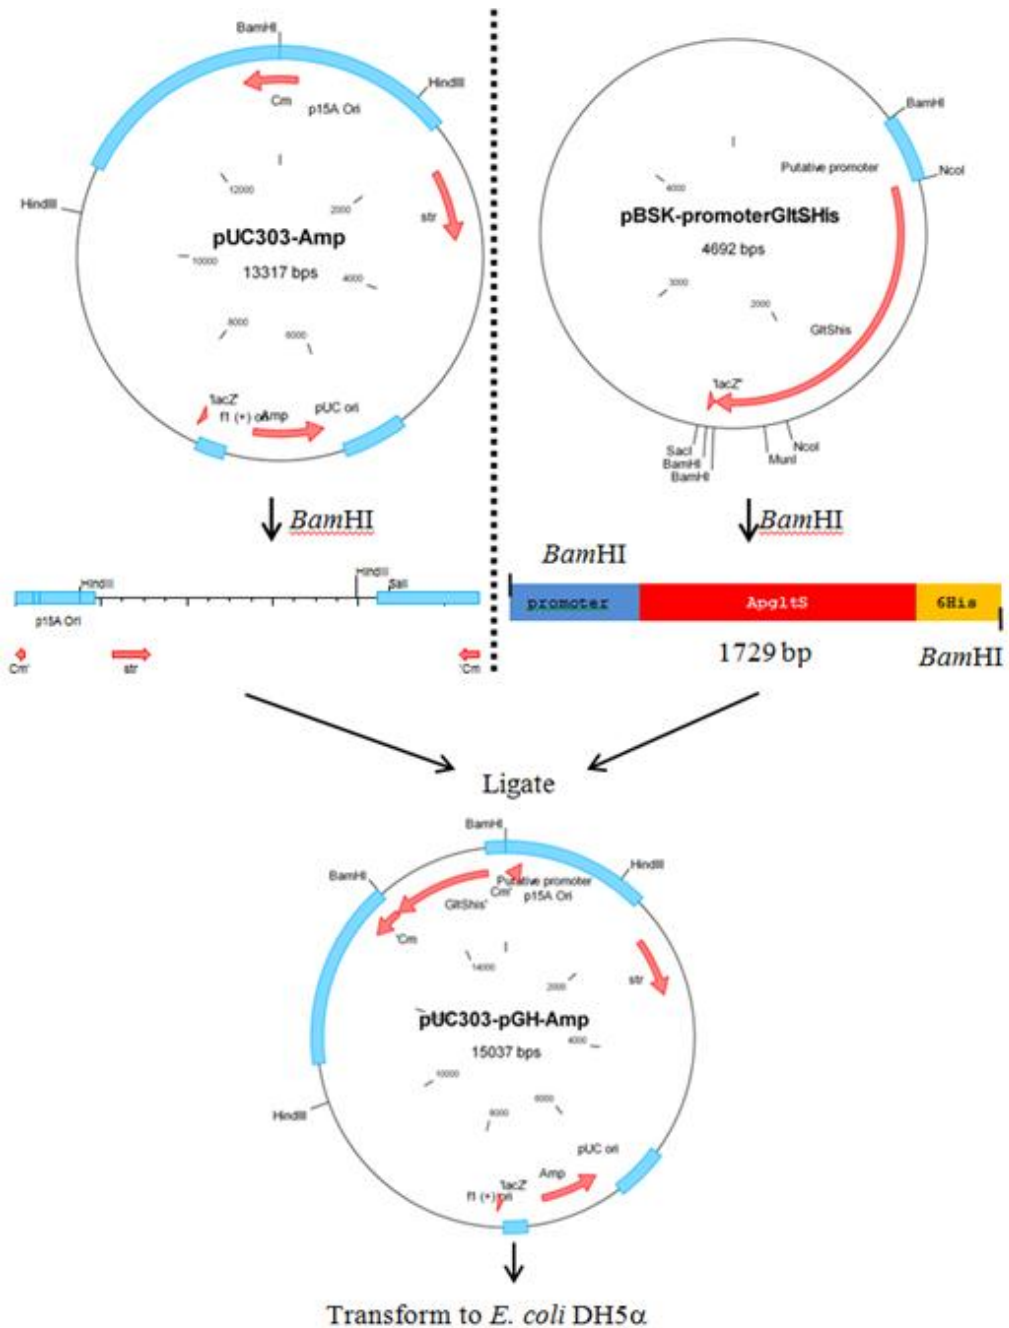 BamHI
HindIII
Cm
p15A Ori
HindIII
12000
2000
str
pUC303-Amp
13317 bps
10000
4000
8000
6000
'lacZ'
f1 (+) ori
Amp
pUC ori
BamHI
Putative promoter
NcoI
4000
pBSK-promoterGltSHis
4692 bps
3000
2000
GltShis
'lacZ'
SacI
BamHI
BamHI
MunI
NcoI
BamHI
BamHI
HindIII
HindIII
SalI
p15A Ori
Cm'
str
'Cm
BamHI
promoter
ApgltS
6His
1729 bp
BamHI
Ligate
BamHI
HindIII
BamHI
Putative promoter
Cm'
p15A Ori
GltShis'
'Cm
14000
2000
str
pUC303-pGH-Amp
15037 bps
4000
10000
HindIII
8000
6000
pUC ori
Amp
'lacZ'
f1 (+) ori
Transform to E. coli DH5α